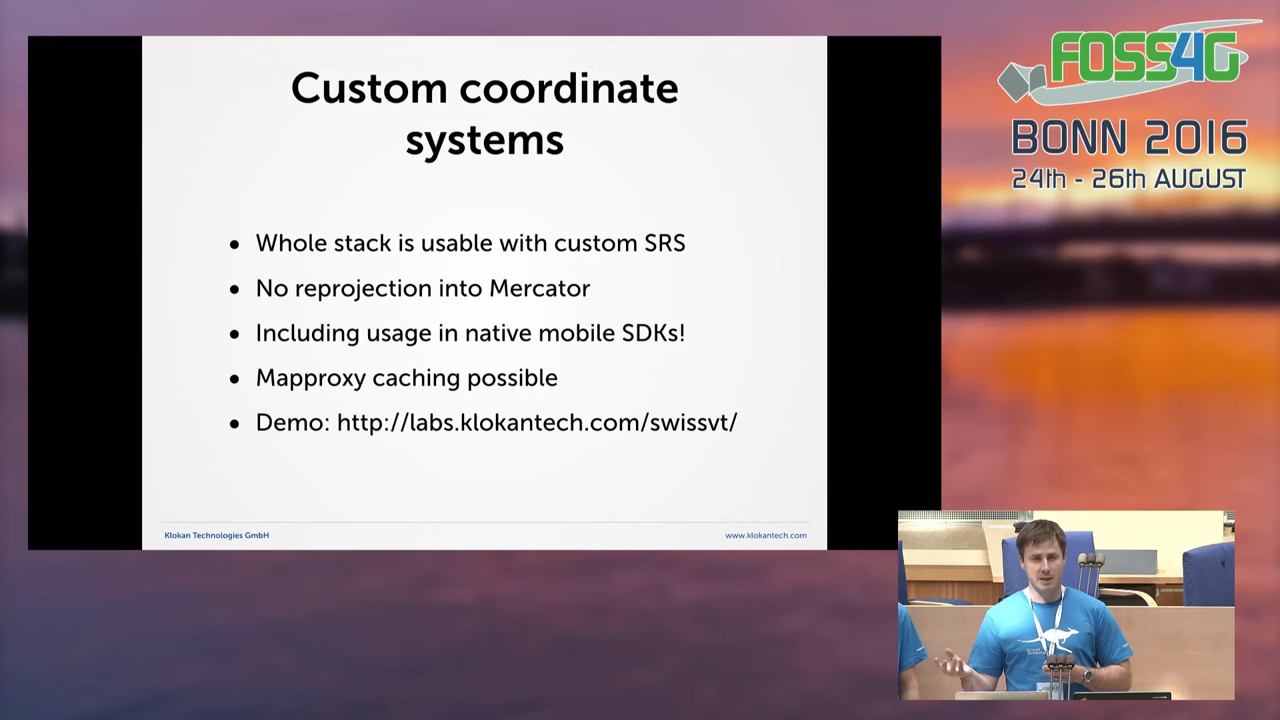 Custom coordinate
systems
• Whole stack is usable with custom SRS
• No reprojection into Mercator
• Including usage in native mobile SDKs!
• Mapproxy caching possible
• Demo: http://labs.klokantech.com/swissvt/
Klokan Technologies GmbH
www.klokantech.com
FOSS4G
BONN 2016
24th - 26th AUGUST